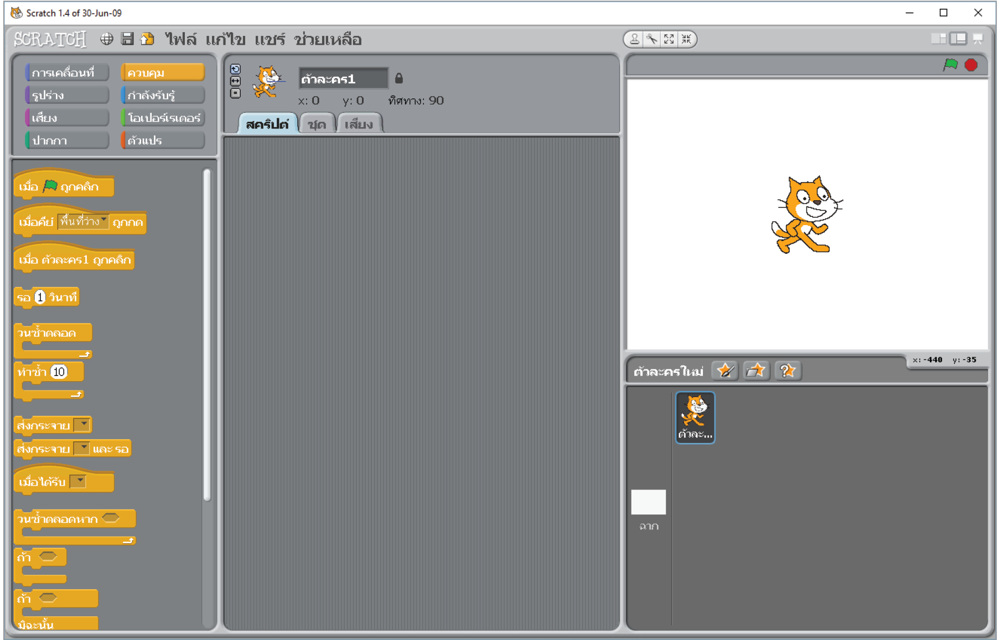 Scratch 1.4 of 30-Jun-09
SCRATCH ไฟล์ แก้ไข แชร์ ช่วยเหลือ
การเคลื่อนที่ ควบคุม
รูปร่าง กำลังรับรู้
เสียง โอเปอร์เรเตอร์
ปากกา ตัวแปร
เมื่อ ถูกคลิก
เมื่อคีย์ พื้นที่ว่าง ถูกกด
เมื่อ ตัวละคร1 ถูกคลิก
รอ 1 วินาที
วนซ้ำตลอด
ทำซ้ำ 10
ส่งกระจาย
ส่งกระจาย และ รอ
เมื่อได้รับ
วนซ้ำตลอดหาก
ถ้า
ถ้า
มิฉะนั้น
ตัวละคร1
x: 0 y: 0 ทิศทาง: 90
สคริปต์ ชุด เสียง
x: -440 y: -35
ตัวละครใหม่
ตัวละ...
ฉาก